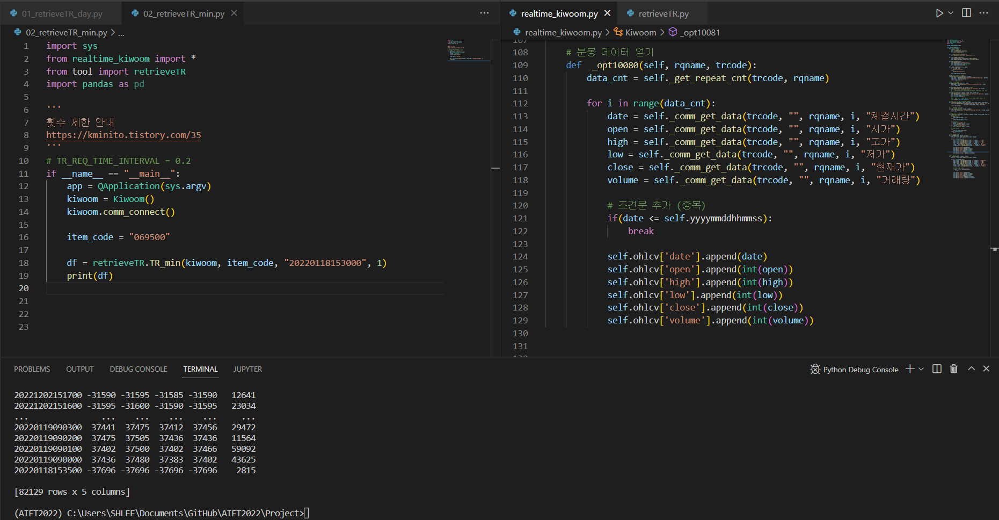 01_retrieveTR_day.py
02_retrieveTR_min.py
02_retrieveTR_min.py > ...
1 import sys
2 from realtime_kiwoom import *
3 from tool import retrieveTR
4 import pandas as pd
5
6 '''
7 횟수 제한 안내
8 https://kminito.tistory.com/35
9 '''
10 # TR_REQ_TIME_INTERVAL = 0.2
11 if __name__ == "__main__":
12 app = QApplication(sys.argv)
13 kiwoom = Kiwoom()
14 kiwoom.comm_connect()
15
16 item_code = "069500"
17
18 df = retrieveTR.TR_min(kiwoom, item_code, "20220118153000", 1)
19 print(df)
20
21
22
23
realtime_kiwoom.py
retrieveTR.py
realtime_kiwoom.py > Kiwoom > _opt10081
107
108 # 분봉 데이터 얻기
109 def _opt10080(self, rqname, trcode):
110 data_cnt = self._get_repeat_cnt(trcode, rqname)
111
112 for i in range(data_cnt):
113 date = self._comm_get_data(trcode, "", rqname, i, "체결시간")
114 open = self._comm_get_data(trcode, "", rqname, i, "시가")
115 high = self._comm_get_data(trcode, "", rqname, i, "고가")
116 low = self._comm_get_data(trcode, "", rqname, i, "저가")
117 close = self._comm_get_data(trcode, "", rqname, i, "현재가")
118 volume = self._comm_get_data(trcode, "", rqname, i, "거래량")
119
120 # 조건문 추가 (중복)
121 if(date <= self.yyyymmddhhmmss):
122 break
123
124 self.ohlcv['date'].append(date)
125 self.ohlcv['open'].append(int(open))
126 self.ohlcv['high'].append(int(high))
127 self.ohlcv['low'].append(int(low))
128 self.ohlcv['close'].append(int(close))
129 self.ohlcv['volume'].append(int(volume))
130
131
PROBLEMS OUTPUT DEBUG CONSOLE TERMINAL JUPYTER
Python Debug Console
20221202151700 -31590 -31595 -31585 -31590 12641
20221202151600 -31595 -31600 -31590 -31595 23034
... ... ... ... ... ...
20220119090300 37441 37475 37412 37456 29472
20220119090200 37475 37505 37436 37436 11564
20220119090100 37402 37500 37402 37466 59092
20220119090000 37436 37480 37383 37402 43625
20220118153500 -37696 -37696 -37696 -37696 2815
[82129 rows x 5 columns]
(AIFT2022) C:\Users\SHLEE\Documents\GitHub\AIFT2022\Project>